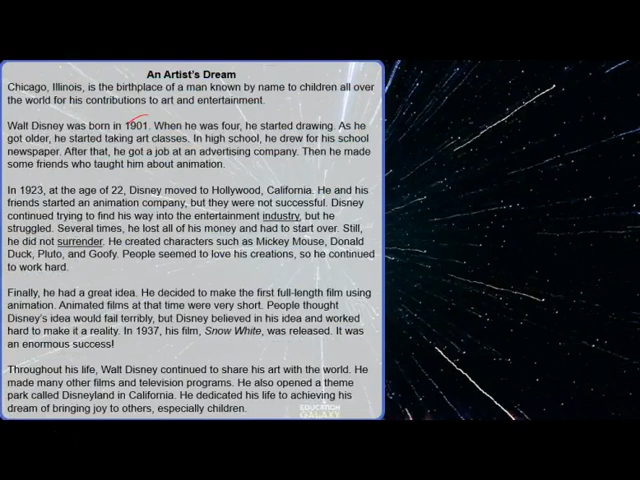 An Artist's Dream
Chicago, Illinois, is the birthplace of a man known by name to children all over
the world for his contributions to art and entertainment.
Walt Disney was born in 1901. When he was four, he started drawing. As he
got older, he started taking art classes. In high school, he drew for his school
newspaper. After that, he got a job at an advertising company. Then he made
some friends who taught him about animation.
In 1923, at the age of 22, Disney moved to Hollywood, California. He and his
friends started an animation company, but they were not successful. Disney
continued trying to find his way into the entertainment industry, but he
struggled. Several times, he lost all of his money and had to start over. Still,
he did not surrender. He created characters such as Mickey Mouse, Donald
Duck, Pluto, and Goofy. People seemed to love his creations, so he continued
to work hard.
Finally, he had a great idea. He decided to make the first full-length film using
animation. Animated films at that time were very short. People thought
Disney's idea would fail terribly, but Disney believed in his idea and worked
hard to make it a reality. In 1937, his film, Snow White, was released. It was
an enormous success!
Throughout his life, Walt Disney continued to share his art with the world. He
made many other films and television programs. He also opened a theme
park called Disneyland in California. He dedicated his life to achieving his
dream of bringing joy to others, especially children.
EDUCATION
GALAXY